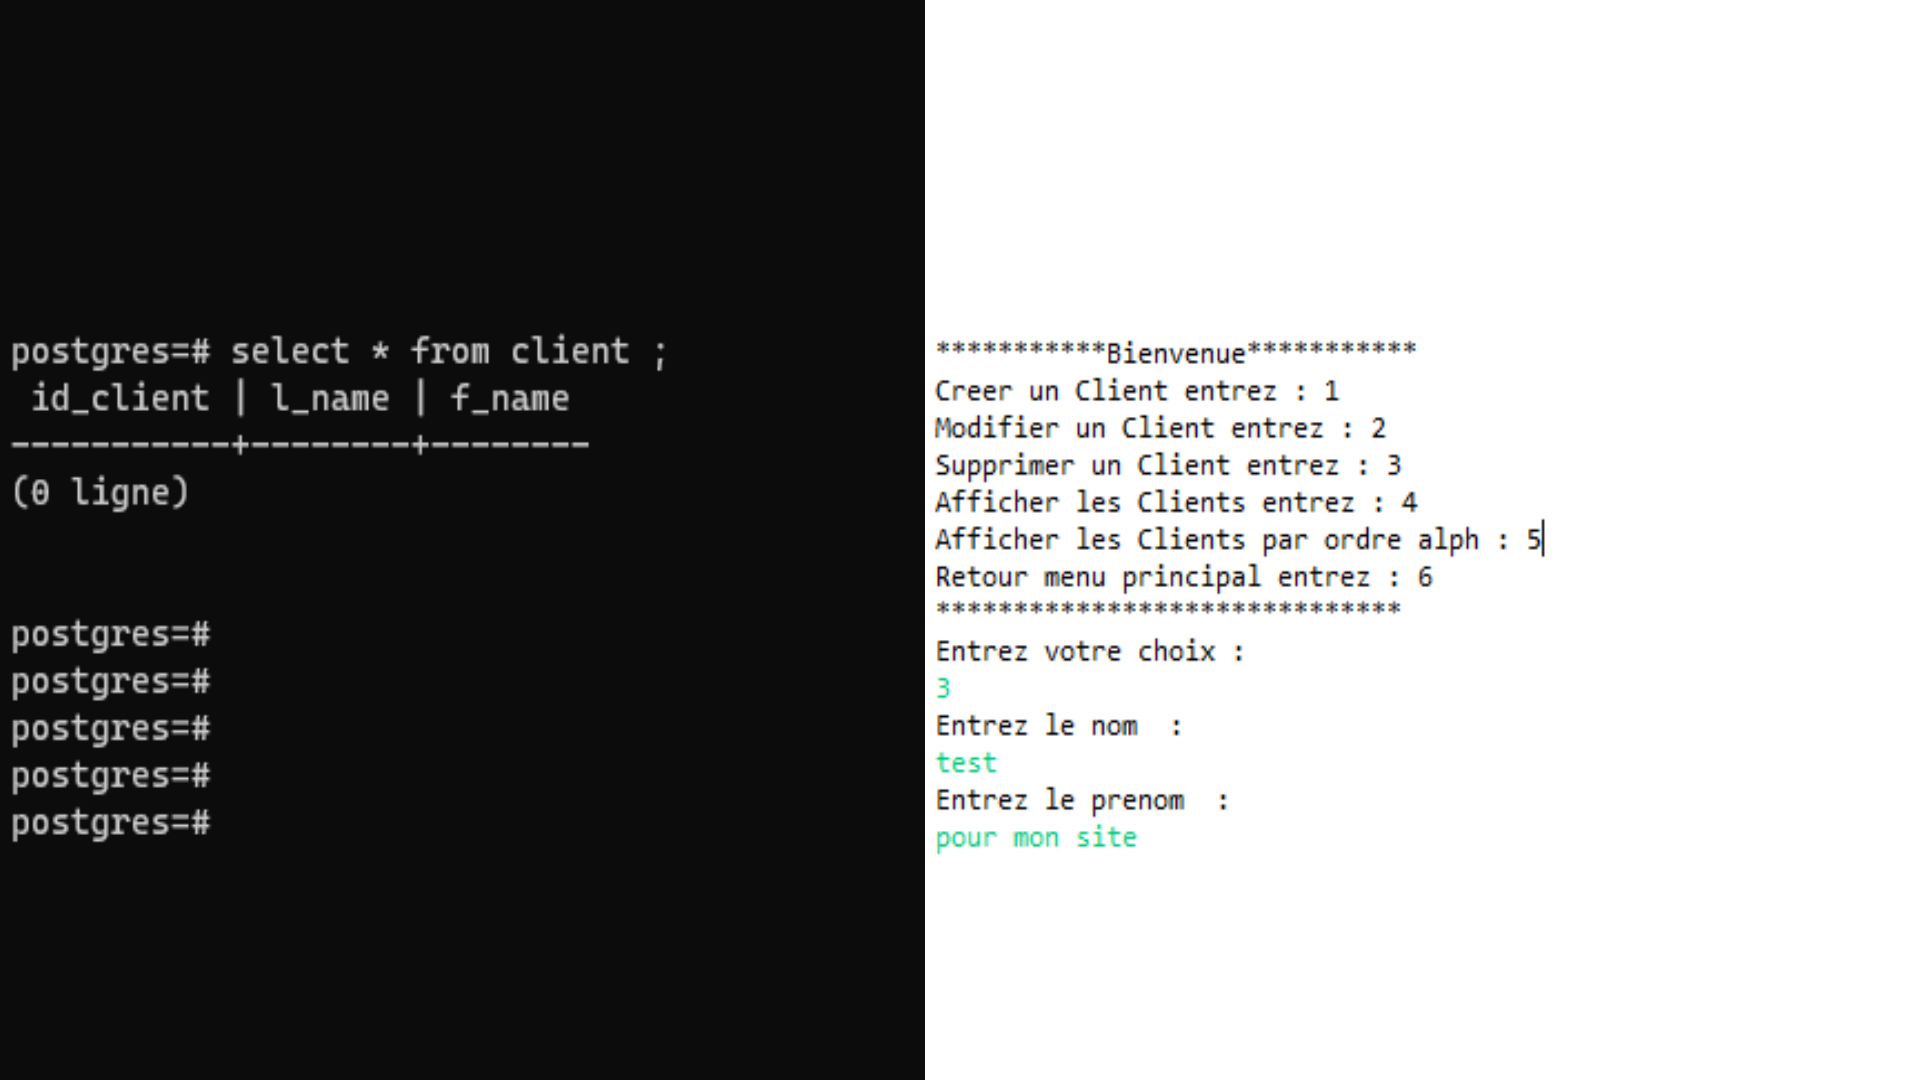 postgres=# select * from client ;
id_client | l_name | f_name
-----------+--------+--------
(0 ligne)
postgres=#
postgres=#
postgres=#
postgres=#
postgres=#
***********Bienvenue***********
Creer un Client entrez : 1
Modifier un Client entrez : 2
Supprimer un Client entrez : 3
Afficher les Clients entrez : 4
Afficher les Clients par ordre alph : 5
Retour menu principal entrez : 6
******************************
Entrez votre choix :
3
Entrez le nom  :
test
Entrez le prenom  :
pour mon site